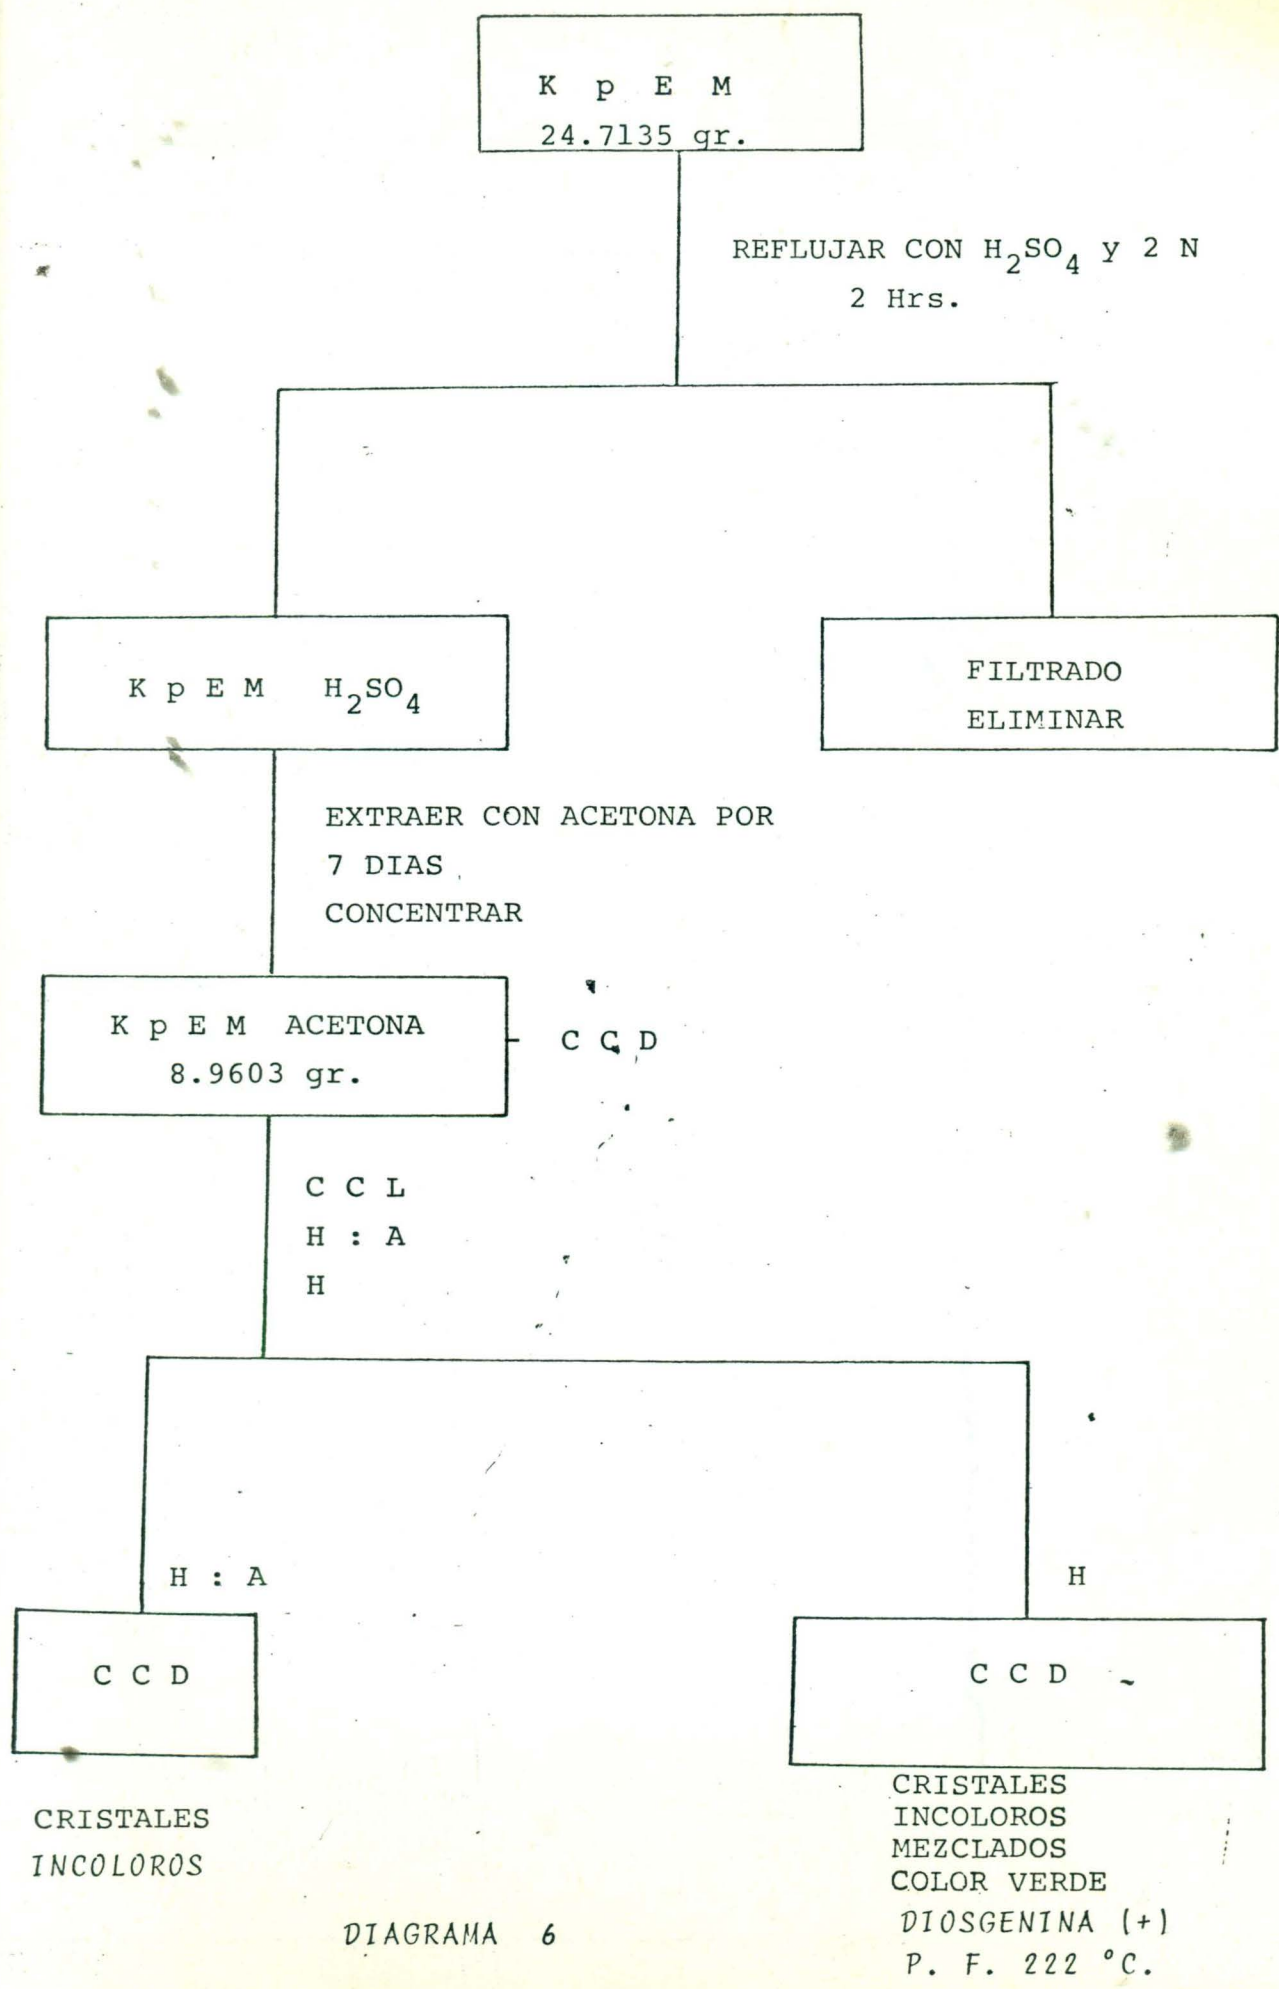 K p E M
24.7135 gr.
REFLUJAR CON H₂SO₄ y 2 N
2 Hrs.
K p E M H₂SO₄
FILTRADO
ELIMINAR
EXTRAER CON ACETONA POR
7 DIAS
CONCENTRAR
K p E M ACETONA
8.9603 gr.
C C D
C C L
H : A
H
H : A
H
C C D
C C D
CRISTALES
INCOLOROS
CRISTALES
INCOLOROS
MEZCLADOS
COLOR VERDE
DIOSGENINA (+)
P. F. 222 °C.
DIAGRAMA 6